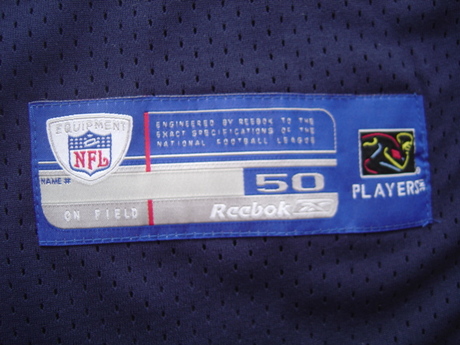 EQUIPMENT
NFL
ENGINEERED BY REEBOK TO THE
EXACT SPECIFICATIONS OF THE
NATIONAL FOOTBALL LEAGUE
NAME #
50
PLAYERS
ON FIELD
Reebok